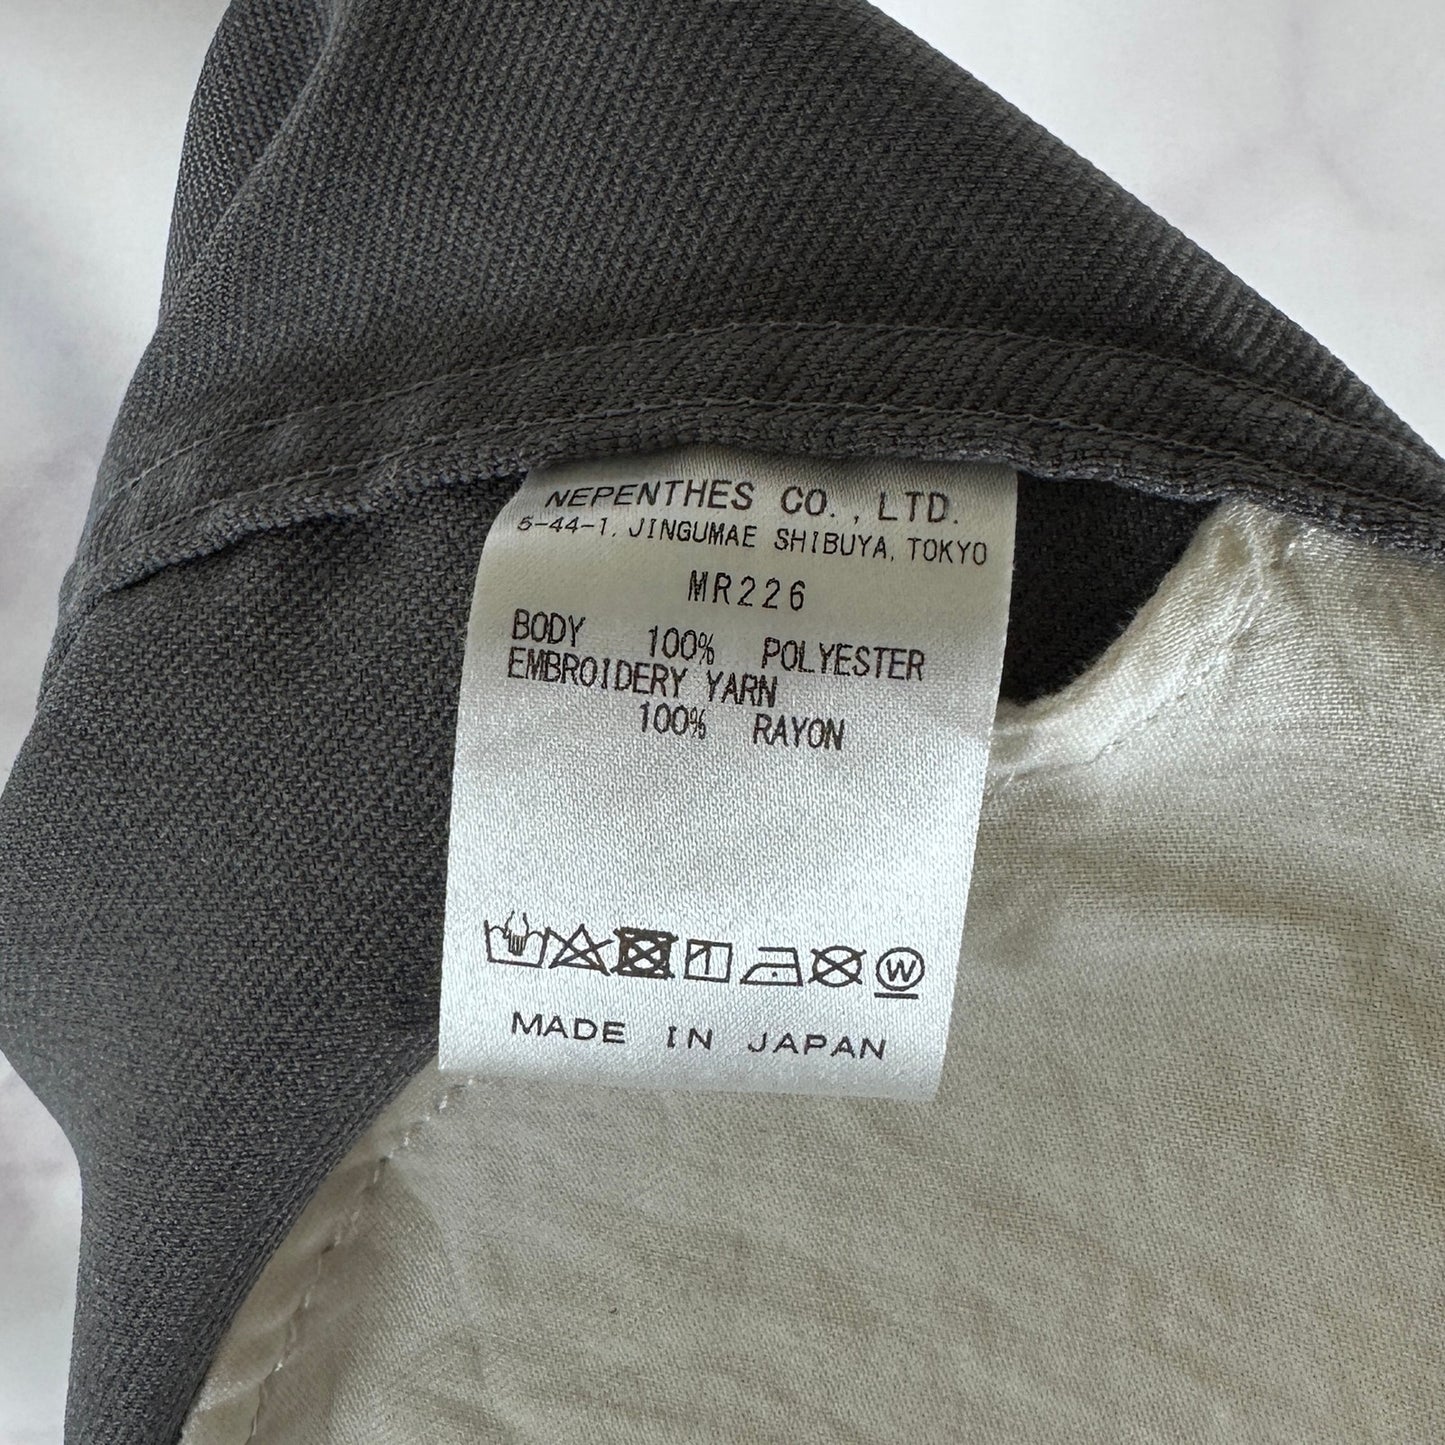 NEPENTHES CO., LTD.
5-44-1, JINGUMAE SHIBUYA, TOKYO
MR226
BODY 100% POLYESTER
EMBROIDERY YARN
100% RAYON
W
MADE IN JAPAN